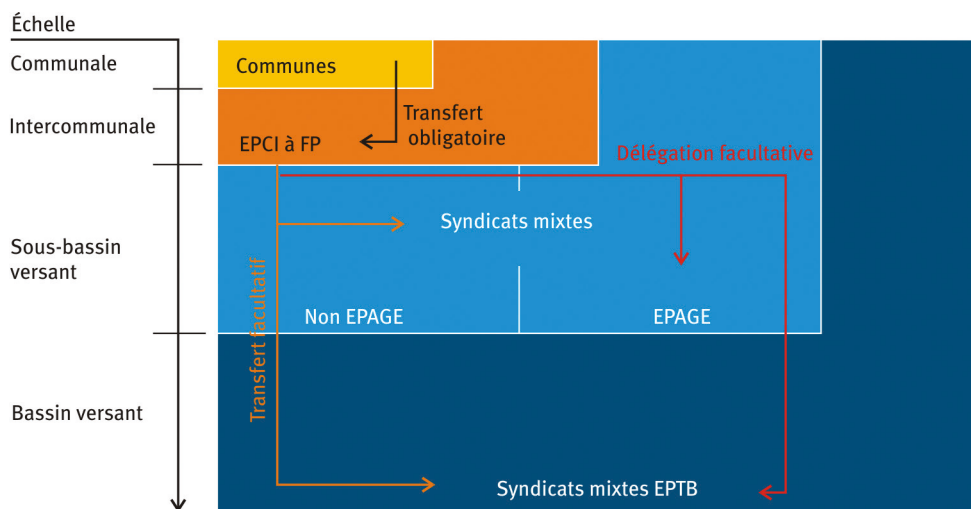 Échelle
Communale
Communes
Transfert
obligatoire
Intercommunale
EPCI à FP
Délégation facultative
Syndicats mixtes
Sous-bassin
versant
Transfert facultatif
Non EPAGE
EPAGE
Bassin versant
Syndicats mixtes EPTB